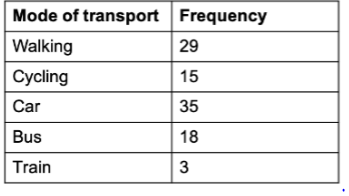 Mode of transport Frequency
Walking 29
Cycling 15
Car 35
Bus 18
Train 3